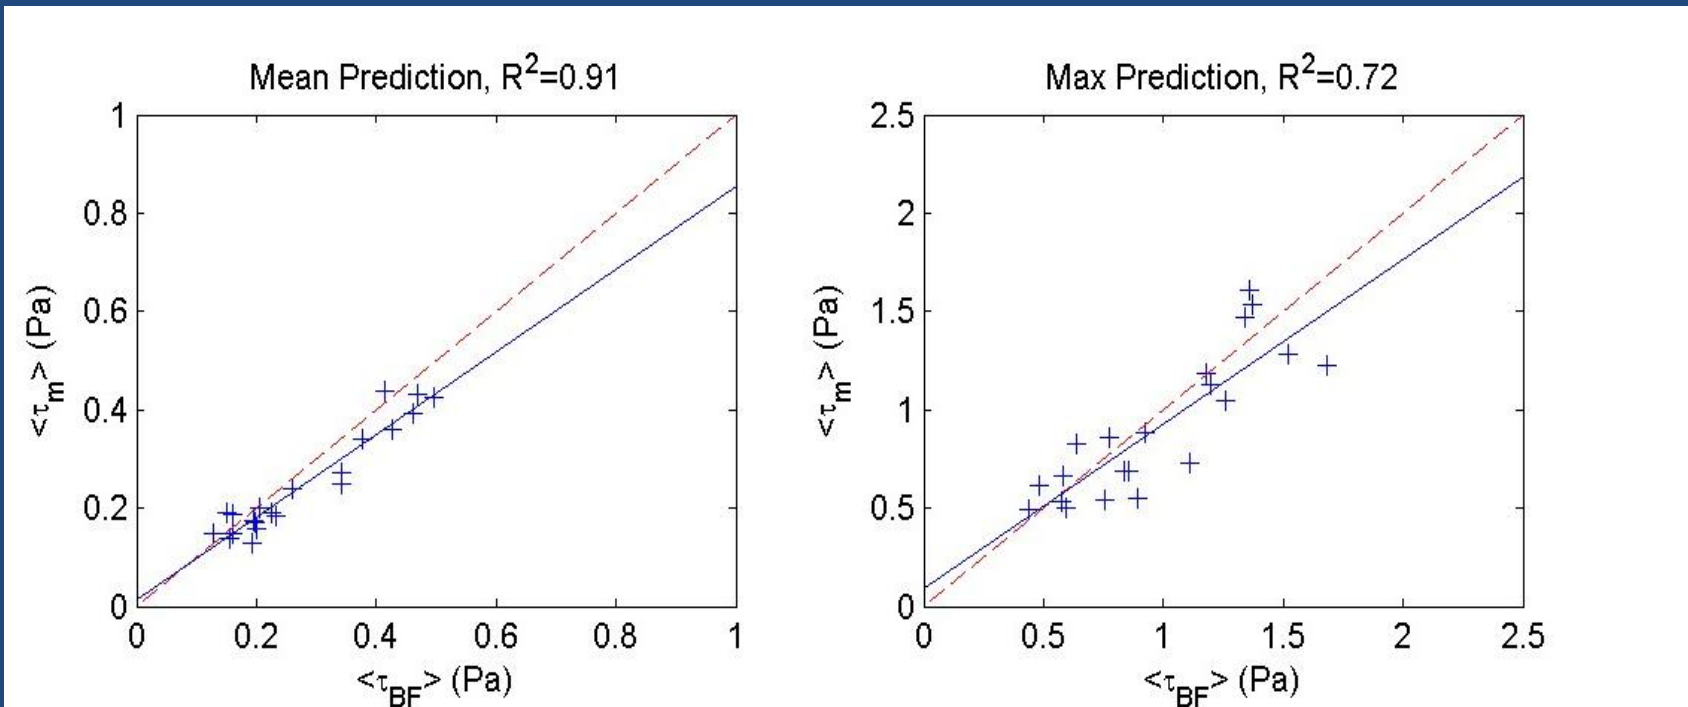 Mean Prediction, R²=0.91
1
0.8
0.6
0.4
0.2
0
<τm> (Pa)
0 0.2 0.4 0.6 0.8 1
<τBF> (Pa)
Max Prediction, R²=0.72
2.5
2
1.5
1
0.5
0
<τm> (Pa)
0 0.5 1 1.5 2 2.5
<τBF> (Pa)